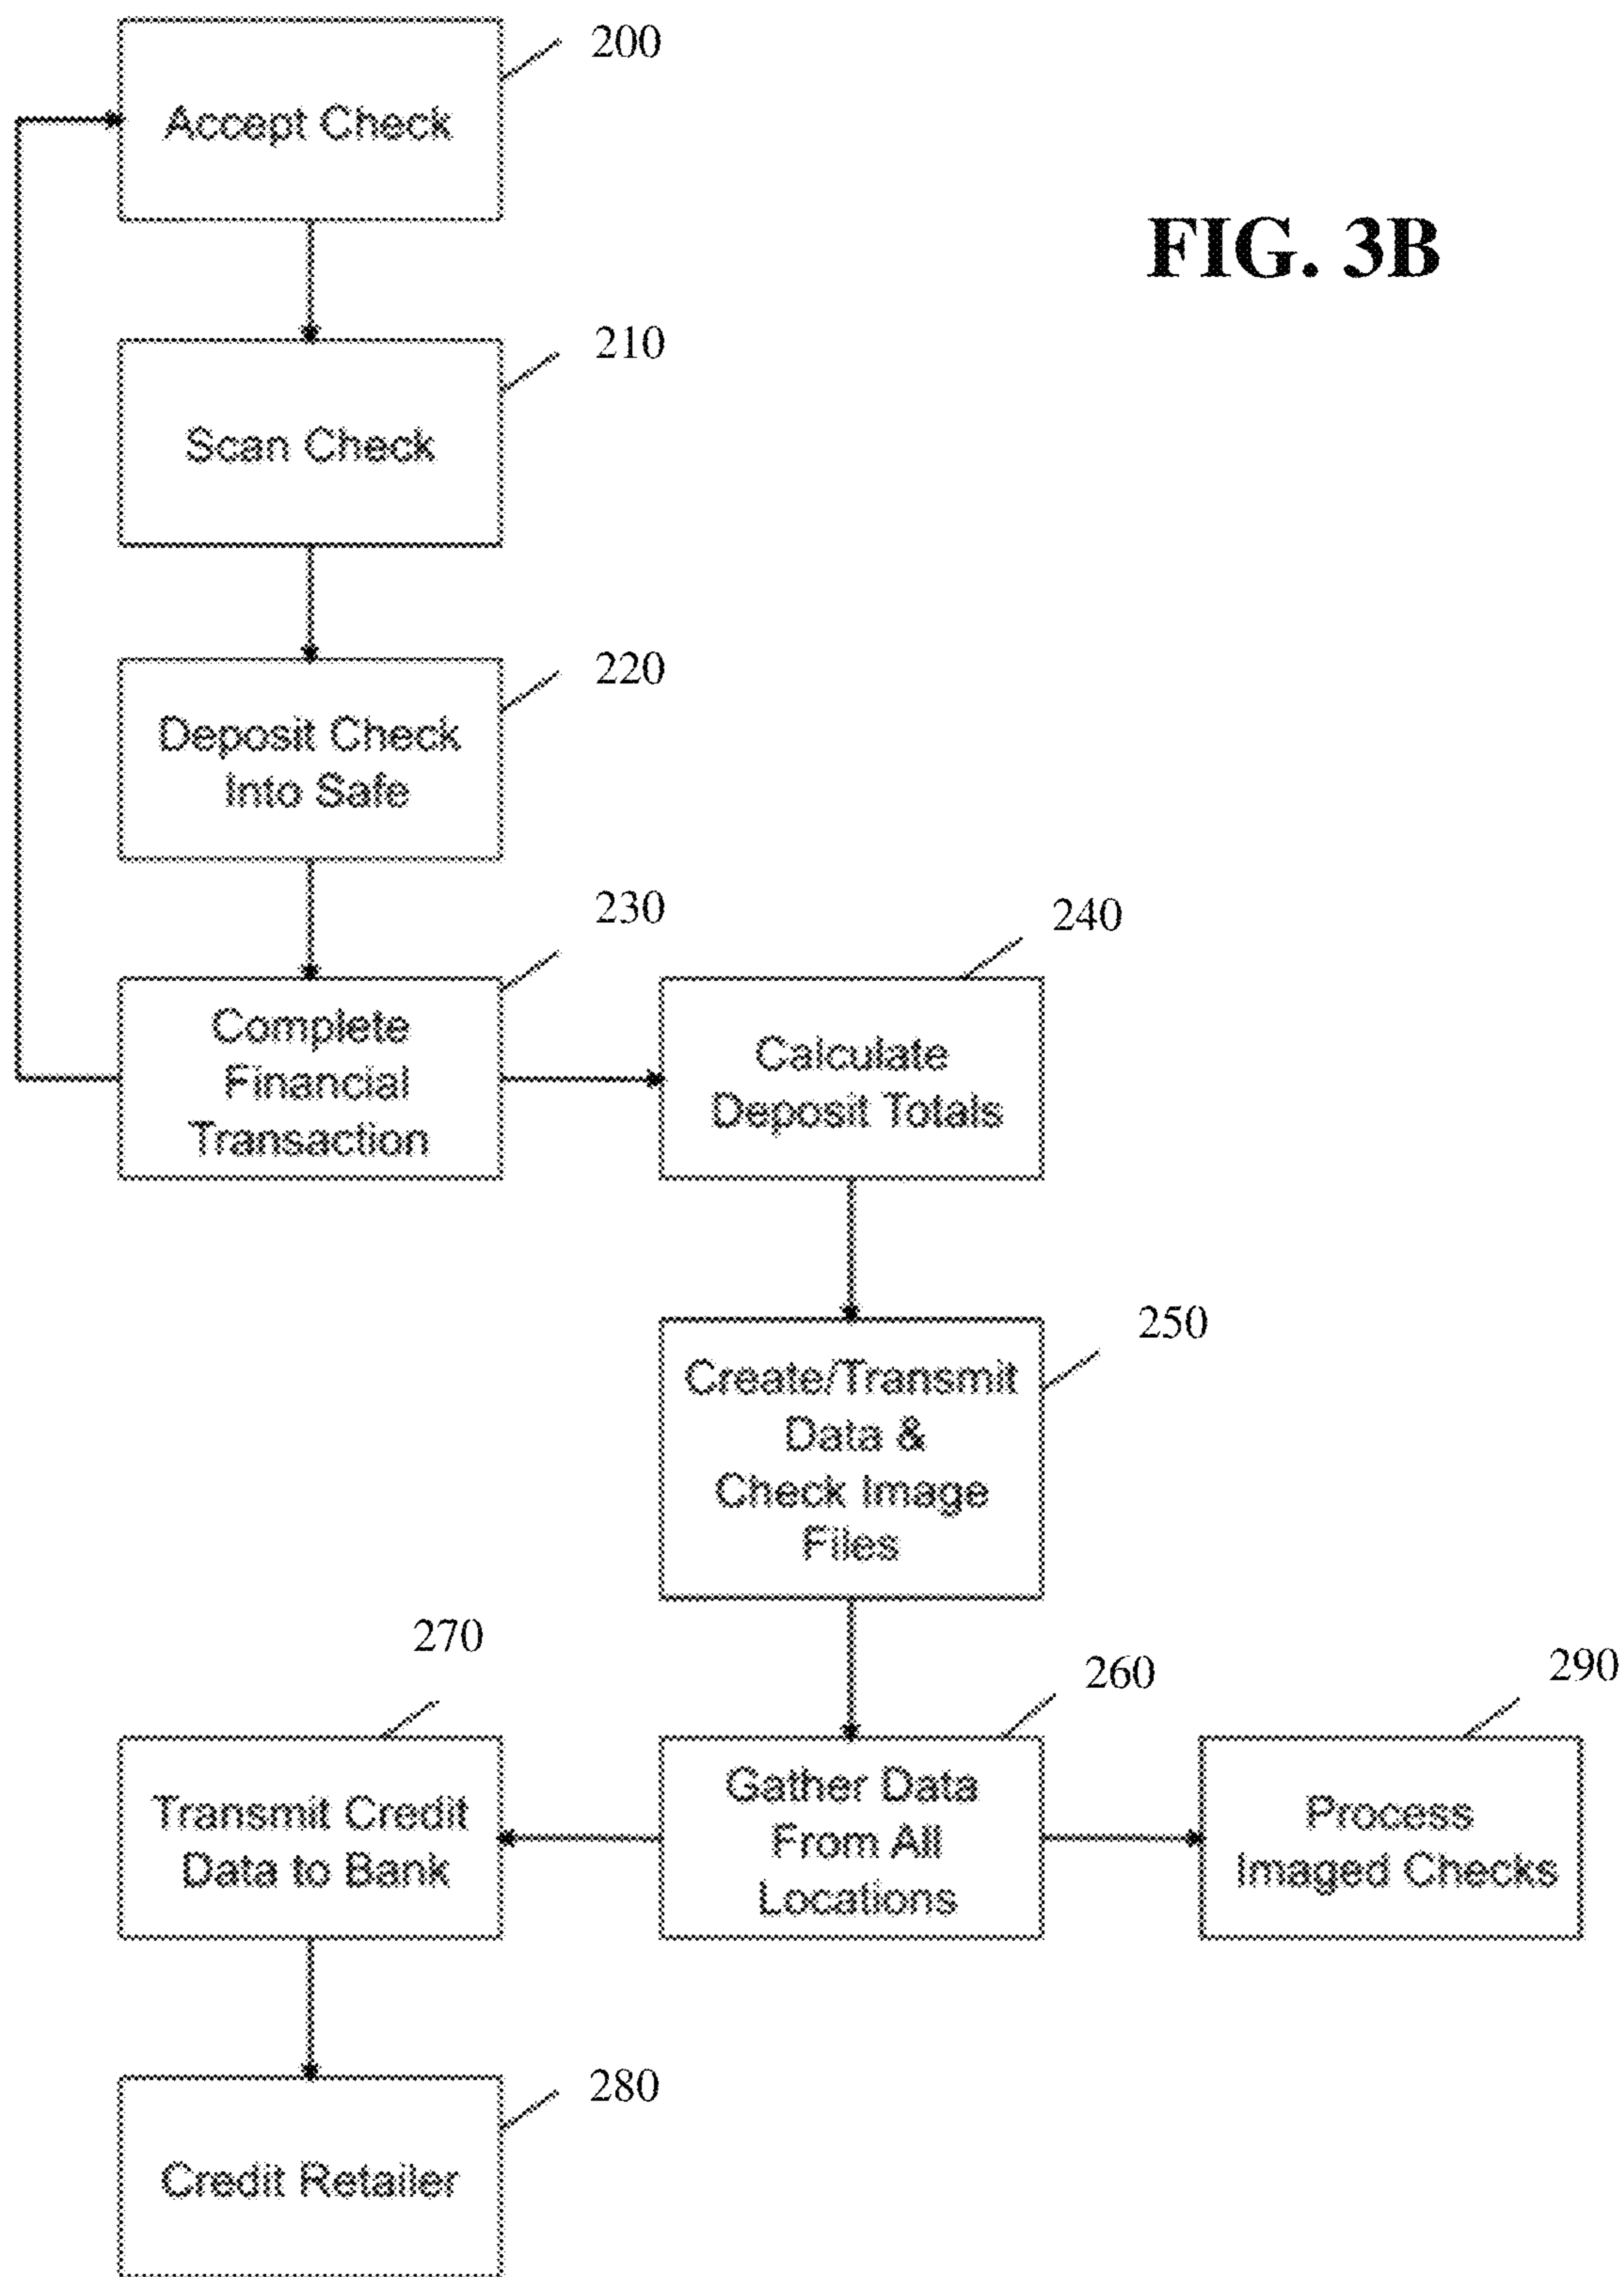 200
Accept Check
FIG. 3B
210
Scan Check
220
Deposit Check
Into Safe
230
Complete
Financial
Transaction
240
Calculate
Deposit Totals
250
Create/Transmit
Data &
Check Image
Files
260
Gather Data
From All
Locations
270
Transmit Credit
Data to Bank
290
Process
Imaged Checks
280
Credit Retailer